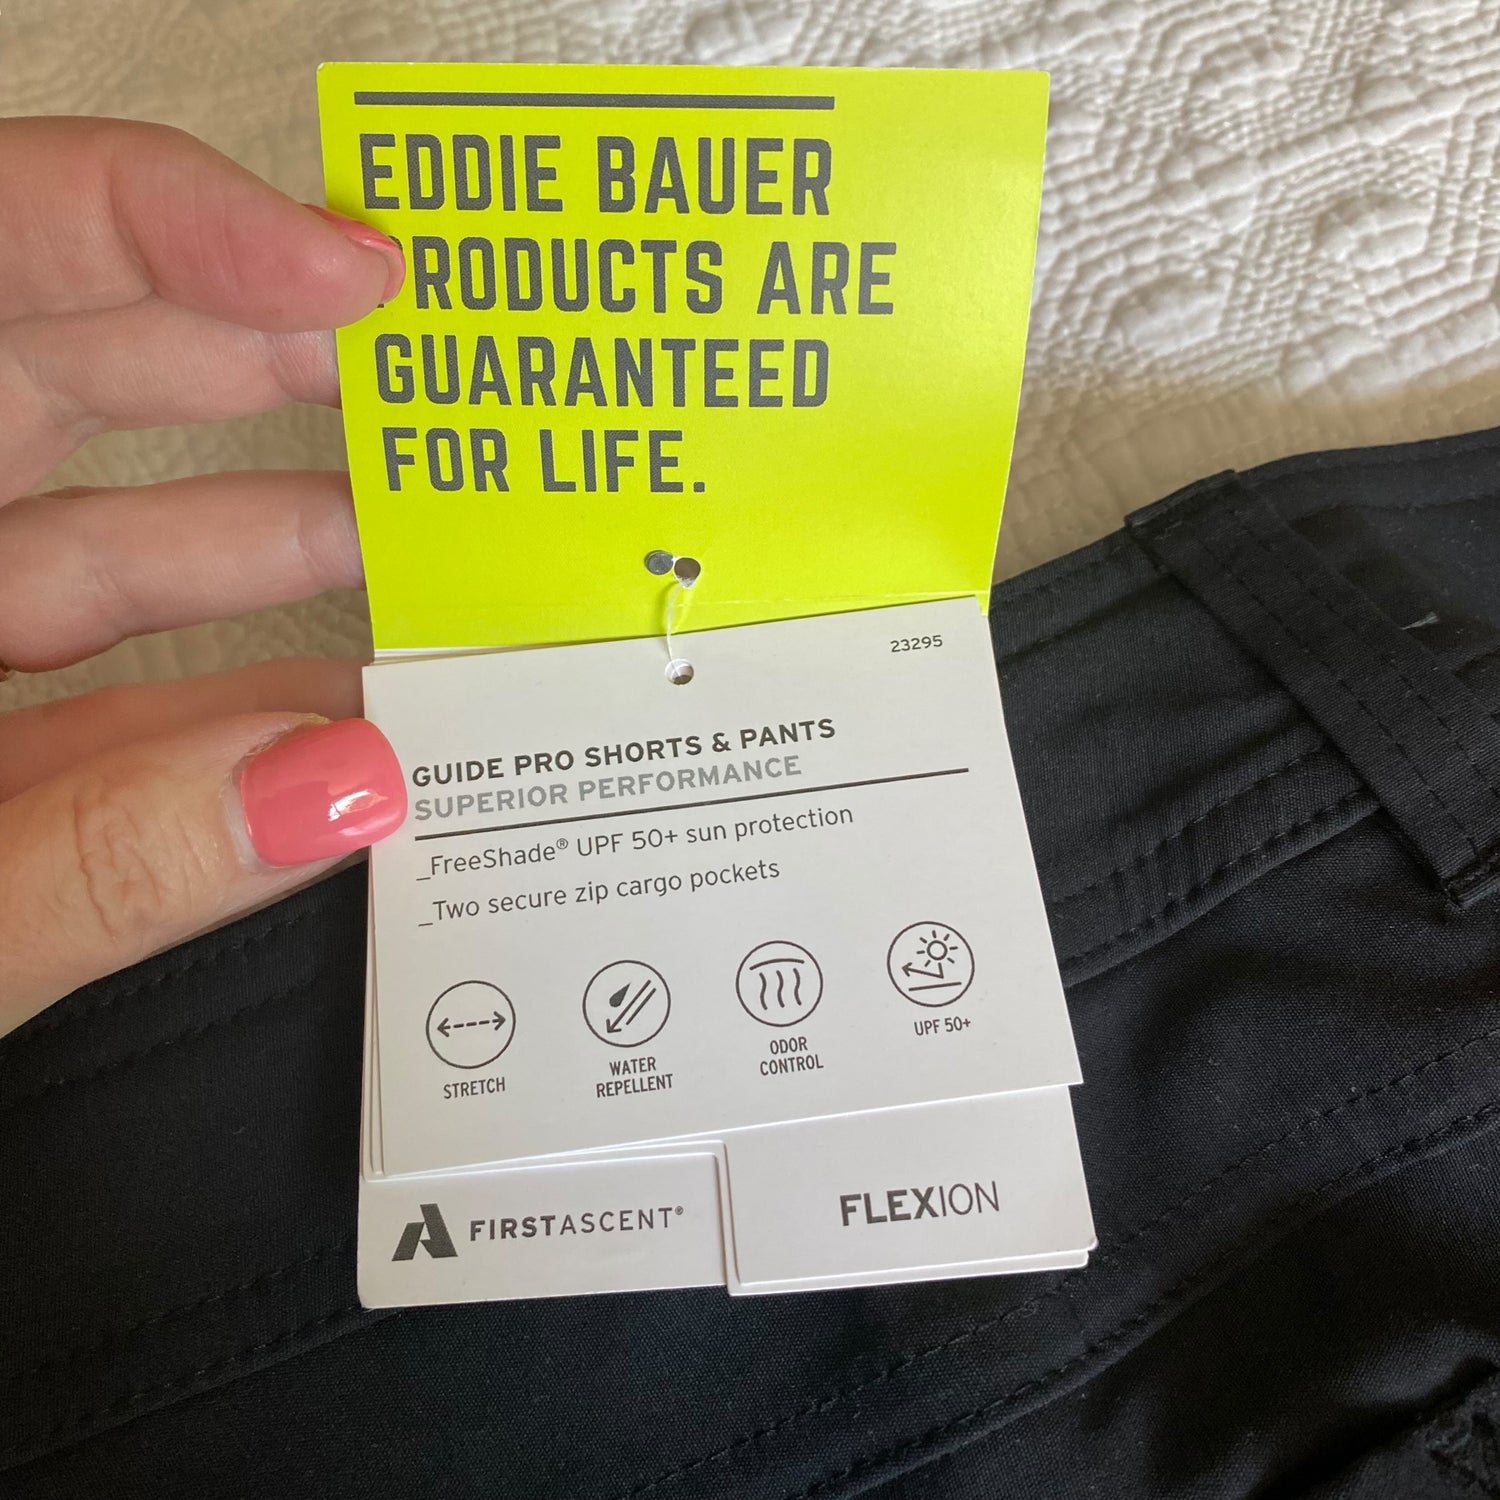 EDDIE BAUER
PRODUCTS ARE
GUARANTEED
FOR LIFE.
23295
GUIDE PRO SHORTS & PANTS
SUPERIOR PERFORMANCE
_FreeShade® UPF 50+ sun protection
_Two secure zip cargo pockets
STRETCH
WATER
REPELLENT
ODOR
CONTROL
UPF 50+
FIRSTASCENT®
FLEXION